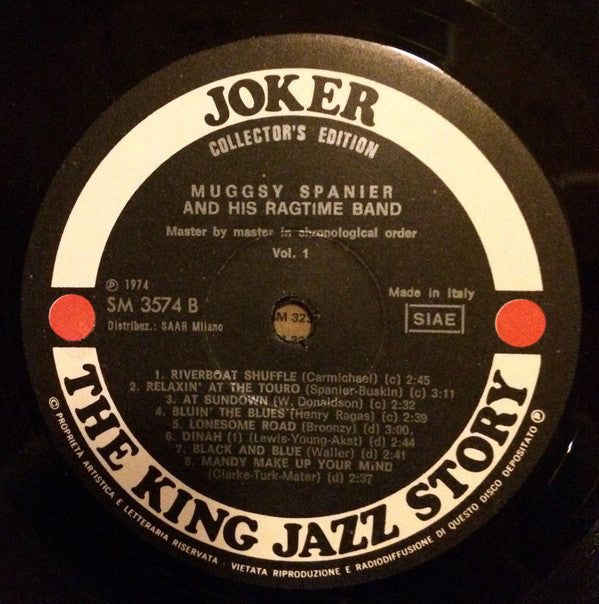 JOKER
COLLECTOR'S EDITION
MUGGSY SPANIER
AND HIS RAGTIME BAND
Master by master in chronological order
Vol. 1
Ⓟ 1974
SM 3574 B
Distribuz.: SAAR Milano
Made in Italy
SIAE
M 32
1. RIVERBOAT SHUFFLE (Carmichael) (c) 2:45
2. RELAXIN' AT THE TOURO (Spanier-Buskin) (c) 3:11
3. AT SUNDOWN (W. Donaldson) (c) 2:32
4. BLUIN' THE BLUES (Henry Ragas) (c) 2:39
5. LONESOME ROAD (Broonzy) (d) 3:00
6. DINAH (1) (Lewis-Young-Akst) (d) 2:44
7. BLACK AND BLUE (Waller) (d) 2:41
8. MANDY MAKE UP YOUR MIND
(Clarke-Turk-Mater) (d) 2:37
THE KING JAZZ STORY
© PROPRIETA ARTISTICA E LETTERARIA RISERVATA - VIETATA RIPRODUZIONE E RADIODIFFUSIONE DI QUESTO DISCO DEPOSITATO Ⓟ